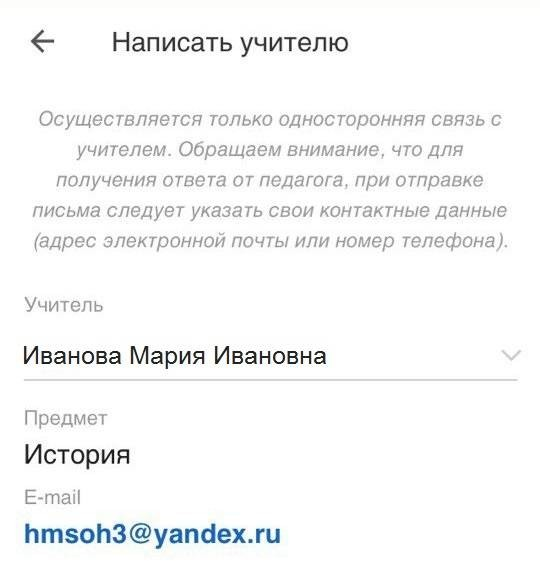 Написать учителю
Осуществляется только односторонняя связь с
учителем. Обращаем внимание, что для
получения ответа от педагога, при отправке
письма следует указать свои контактные данные
(адрес электронной почты или номер телефона).
Учитель
Иванова Мария Ивановна
Предмет
История
E-mail
hmsoh3@yandex.ru